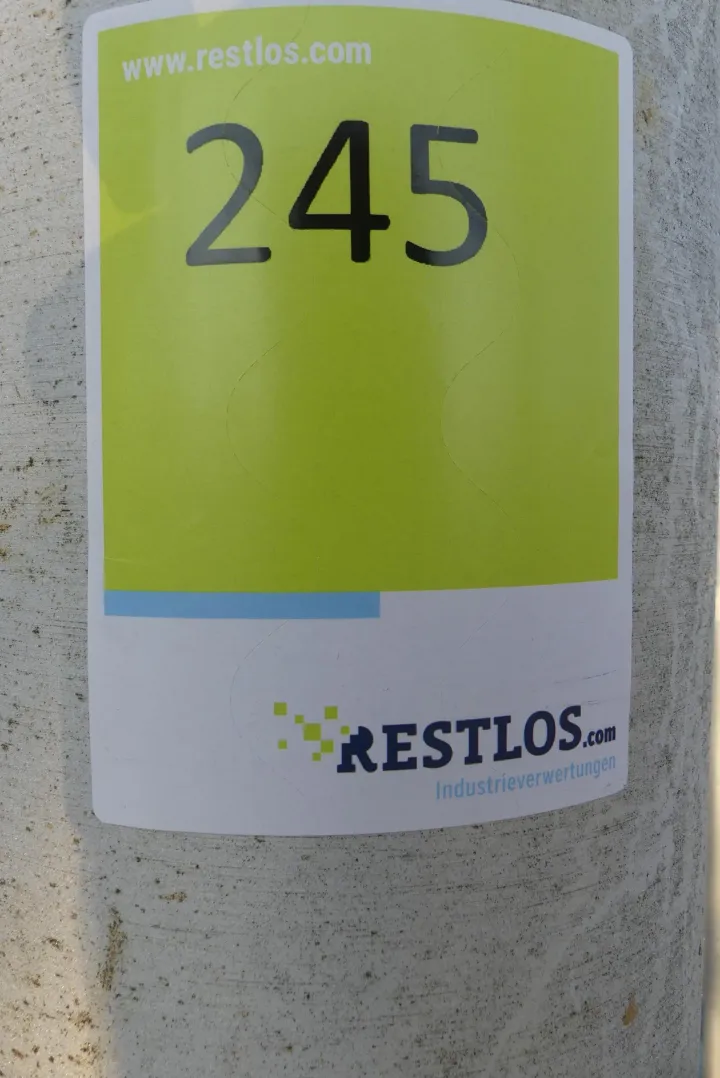 www.restlos.com
245
RESTLOS.com
Industrieverwertungen